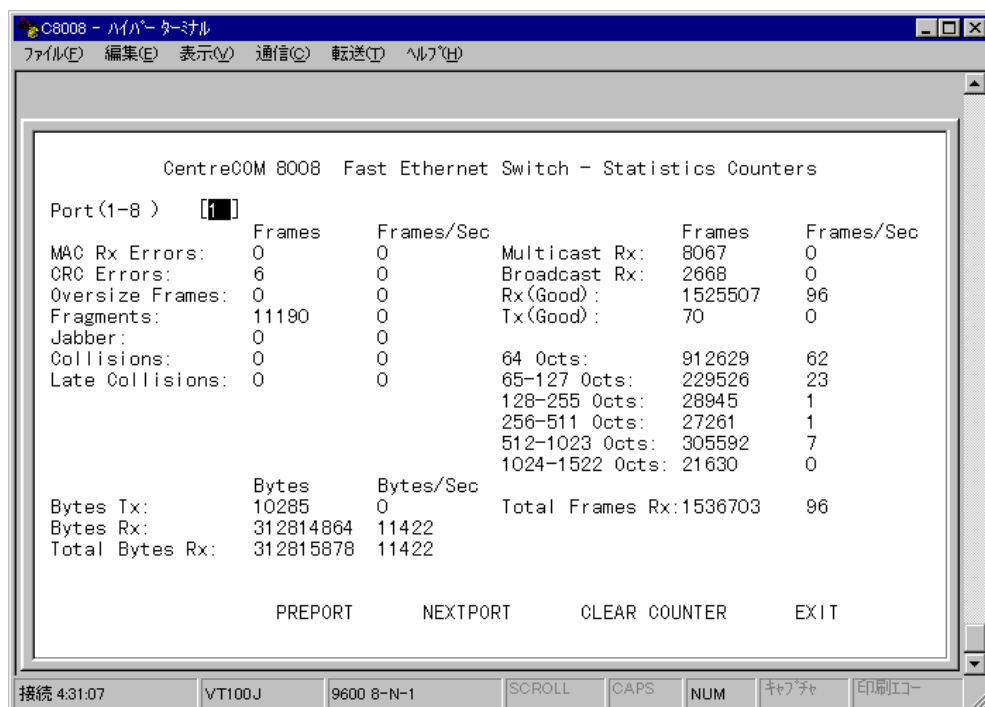 C8008 - ﾊｲﾊﾟｰ ﾀｰﾐﾅﾙ
ﾌｧｲﾙ(F) 編集(E) 表示(V) 通信(C) 転送(T) ﾍﾙﾌﾟ(H)
CentreCOM 8008 Fast Ethernet Switch - Statistics Counters
Port(1-8 ) [1 ]
Frames Frames/Sec Frames Frames/Sec
MAC Rx Errors: 0 0 Multicast Rx: 8067 0
CRC Errors: 6 0 Broadcast Rx: 2668 0
Oversize Frames: 0 0 Rx(Good): 1525507 96
Fragments: 11190 0 Tx(Good): 70 0
Jabber: 0 0
Collisions: 0 0 64 Octs: 912629 62
Late Collisions: 0 0 65-127 Octs: 229526 23
128-255 Octs: 28945 1
256-511 Octs: 27261 1
512-1023 Octs: 305592 7
1024-1522 Octs: 21630 0
Bytes Bytes/Sec
Bytes Tx: 10285 0 Total Frames Rx:1536703 96
Bytes Rx: 312814864 11422
Total Bytes Rx: 312815878 11422
PREPORT NEXTPORT CLEAR COUNTER EXIT
接続 4:31:07 VT100J 9600 8-N-1 SCROLL CAPS NUM ｷｬﾌﾟﾁｬ 印刷ｴｺｰ